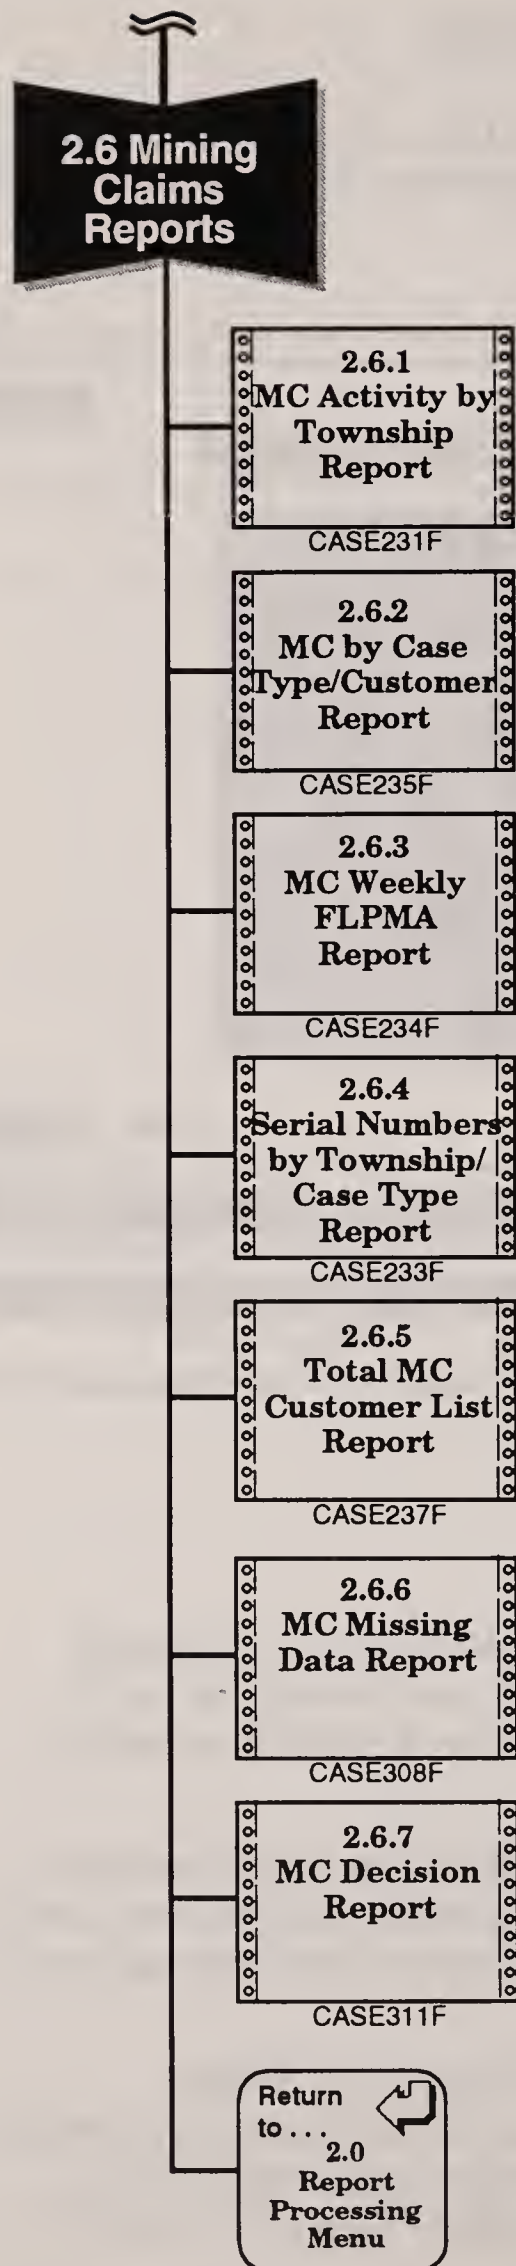 2.6 Mining
Claims
Reports
2.6.1
MC Activity by
Township
Report
CASE231F
2.6.2
MC by Case
Type/Customer
Report
CASE235F
2.6.3
MC Weekly
FLPMA
Report
CASE234F
2.6.4
Serial Numbers
by Township/
Case Type
Report
CASE233F
2.6.5
Total MC
Customer List
Report
CASE237F
2.6.6
MC Missing
Data Report
CASE308F
2.6.7
MC Decision
Report
CASE311F
Return
to . . .
2.0
Report
Processing
Menu